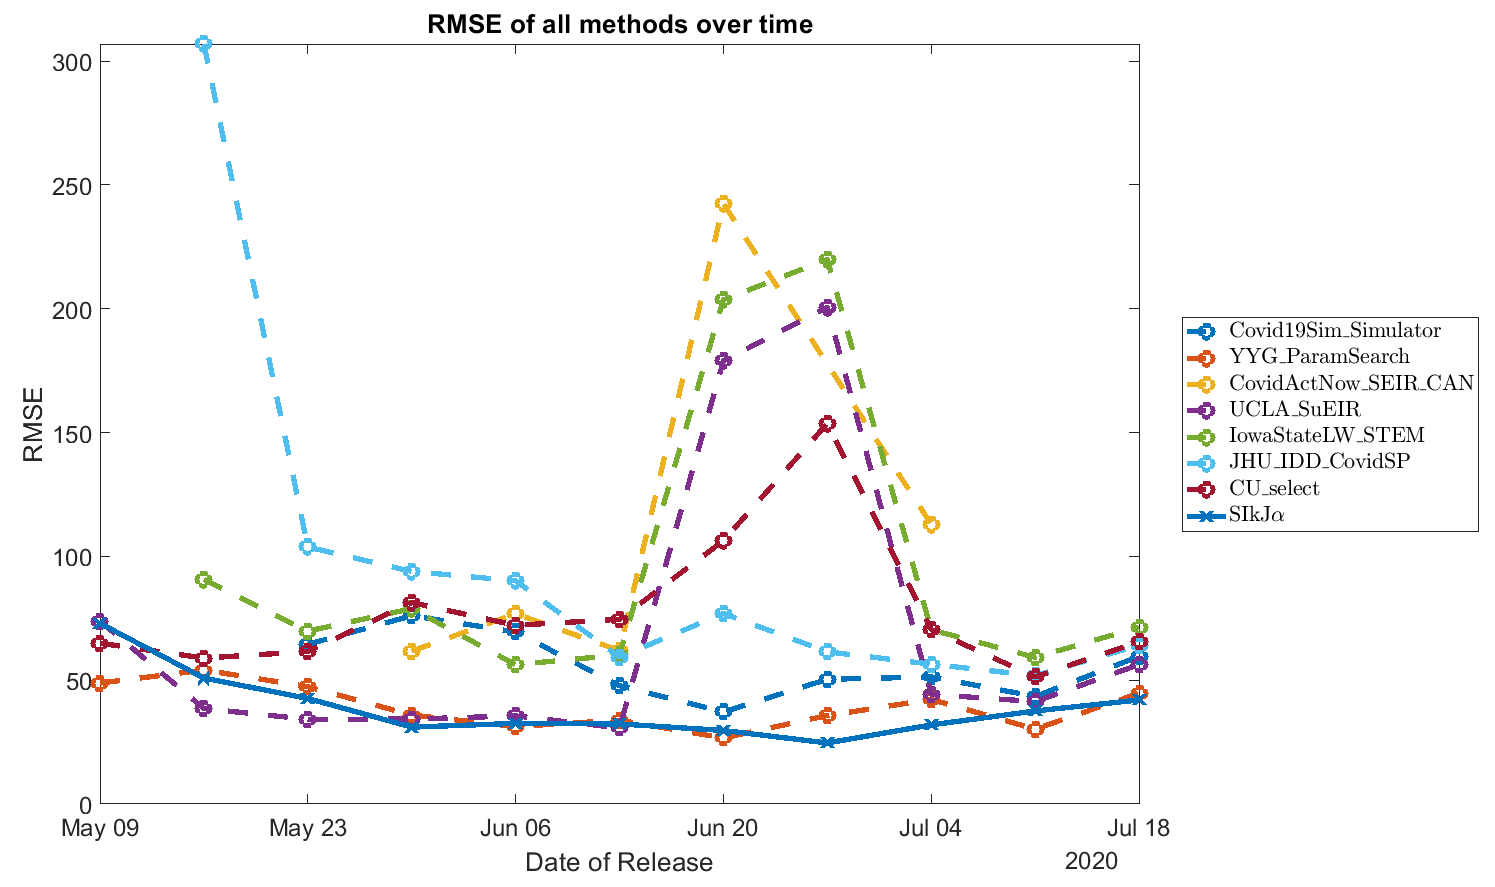 RMSE of all methods over time
300
250
200
150
100
50
0
RMSE
May 09 May 23 Jun 06 Jun 20 Jul 04 Jul 18
Date of Release
2020
Covid19Sim_Simulator
YYG_ParamSearch
CovidActNow_SEIR_CAN
UCLA_SuEIR
IowaStateLW_STEM
JHU_IDD_CovidSP
CU_select
SIkJα